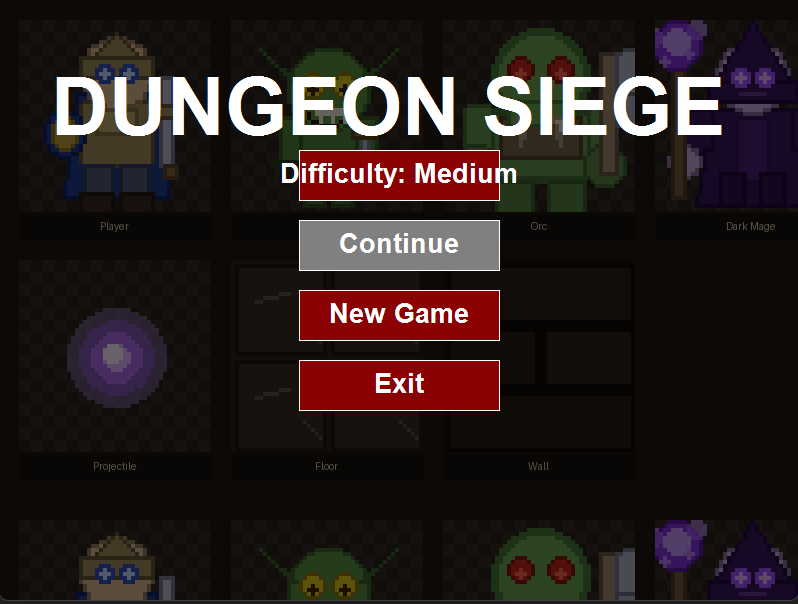 DUNGEON SIEGE
Difficulty: Medium
Player
Orc
Dark Mage
Continue
New Game
Exit
Projectile
Floor
Wall